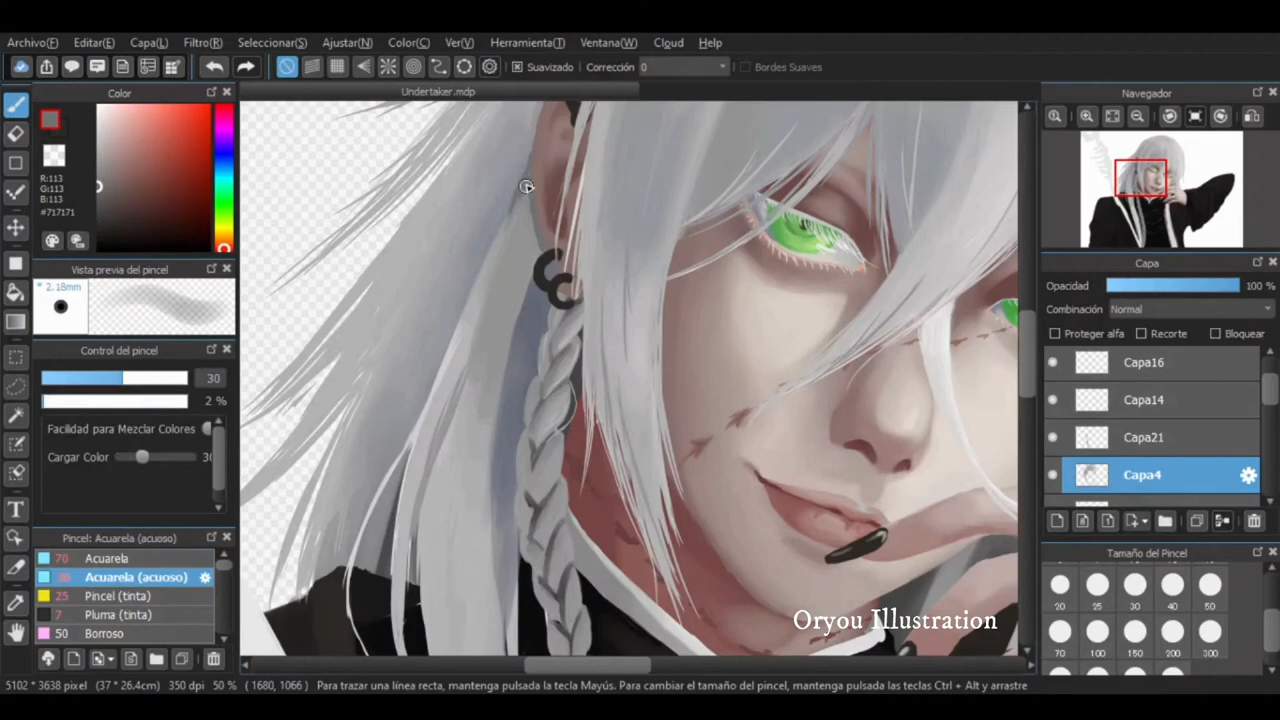 Archivo(F) Editar(E) Capa(L) Filtro(R) Seleccionar(S) Ajustar(N) Color(C) Ver(V) Herramienta(T) Ventana(W) Cloud Help
Suavizado Corrección 0 Bordes Suaves
Color
Undertaker.mdp
Navegador
R:113
G:113
B:113
#717171
Vista previa del pincel
* 2.18mm
Capa
Opacidad 100 %
Combinación Normal
Proteger alfa Recorte Bloquear
Control del pincel
30
2 %
Facilidad para Mezclar Colores
Cargar Color
Capa16
Capa14
Capa21
Capa4
Pincel: Acuarela (acuoso)
70 Acuarela
30 Acuarela (acuoso)
25 Pincel (tinta)
7 Pluma (tinta)
50 Borroso
Tamaño del Pincel
20 25 30 40 50
70 100 150 200 300
Oryou Illustration
5102 * 3638 pixel (37 * 26.4cm) 350 dpi 50 % ( 1680, 1066 ) Para trazar una línea recta, mantenga pulsada la tecla Mayús. Para cambiar el tamaño del pincel, mantenga pulsadas las teclas Ctrl + Alt y arrastre